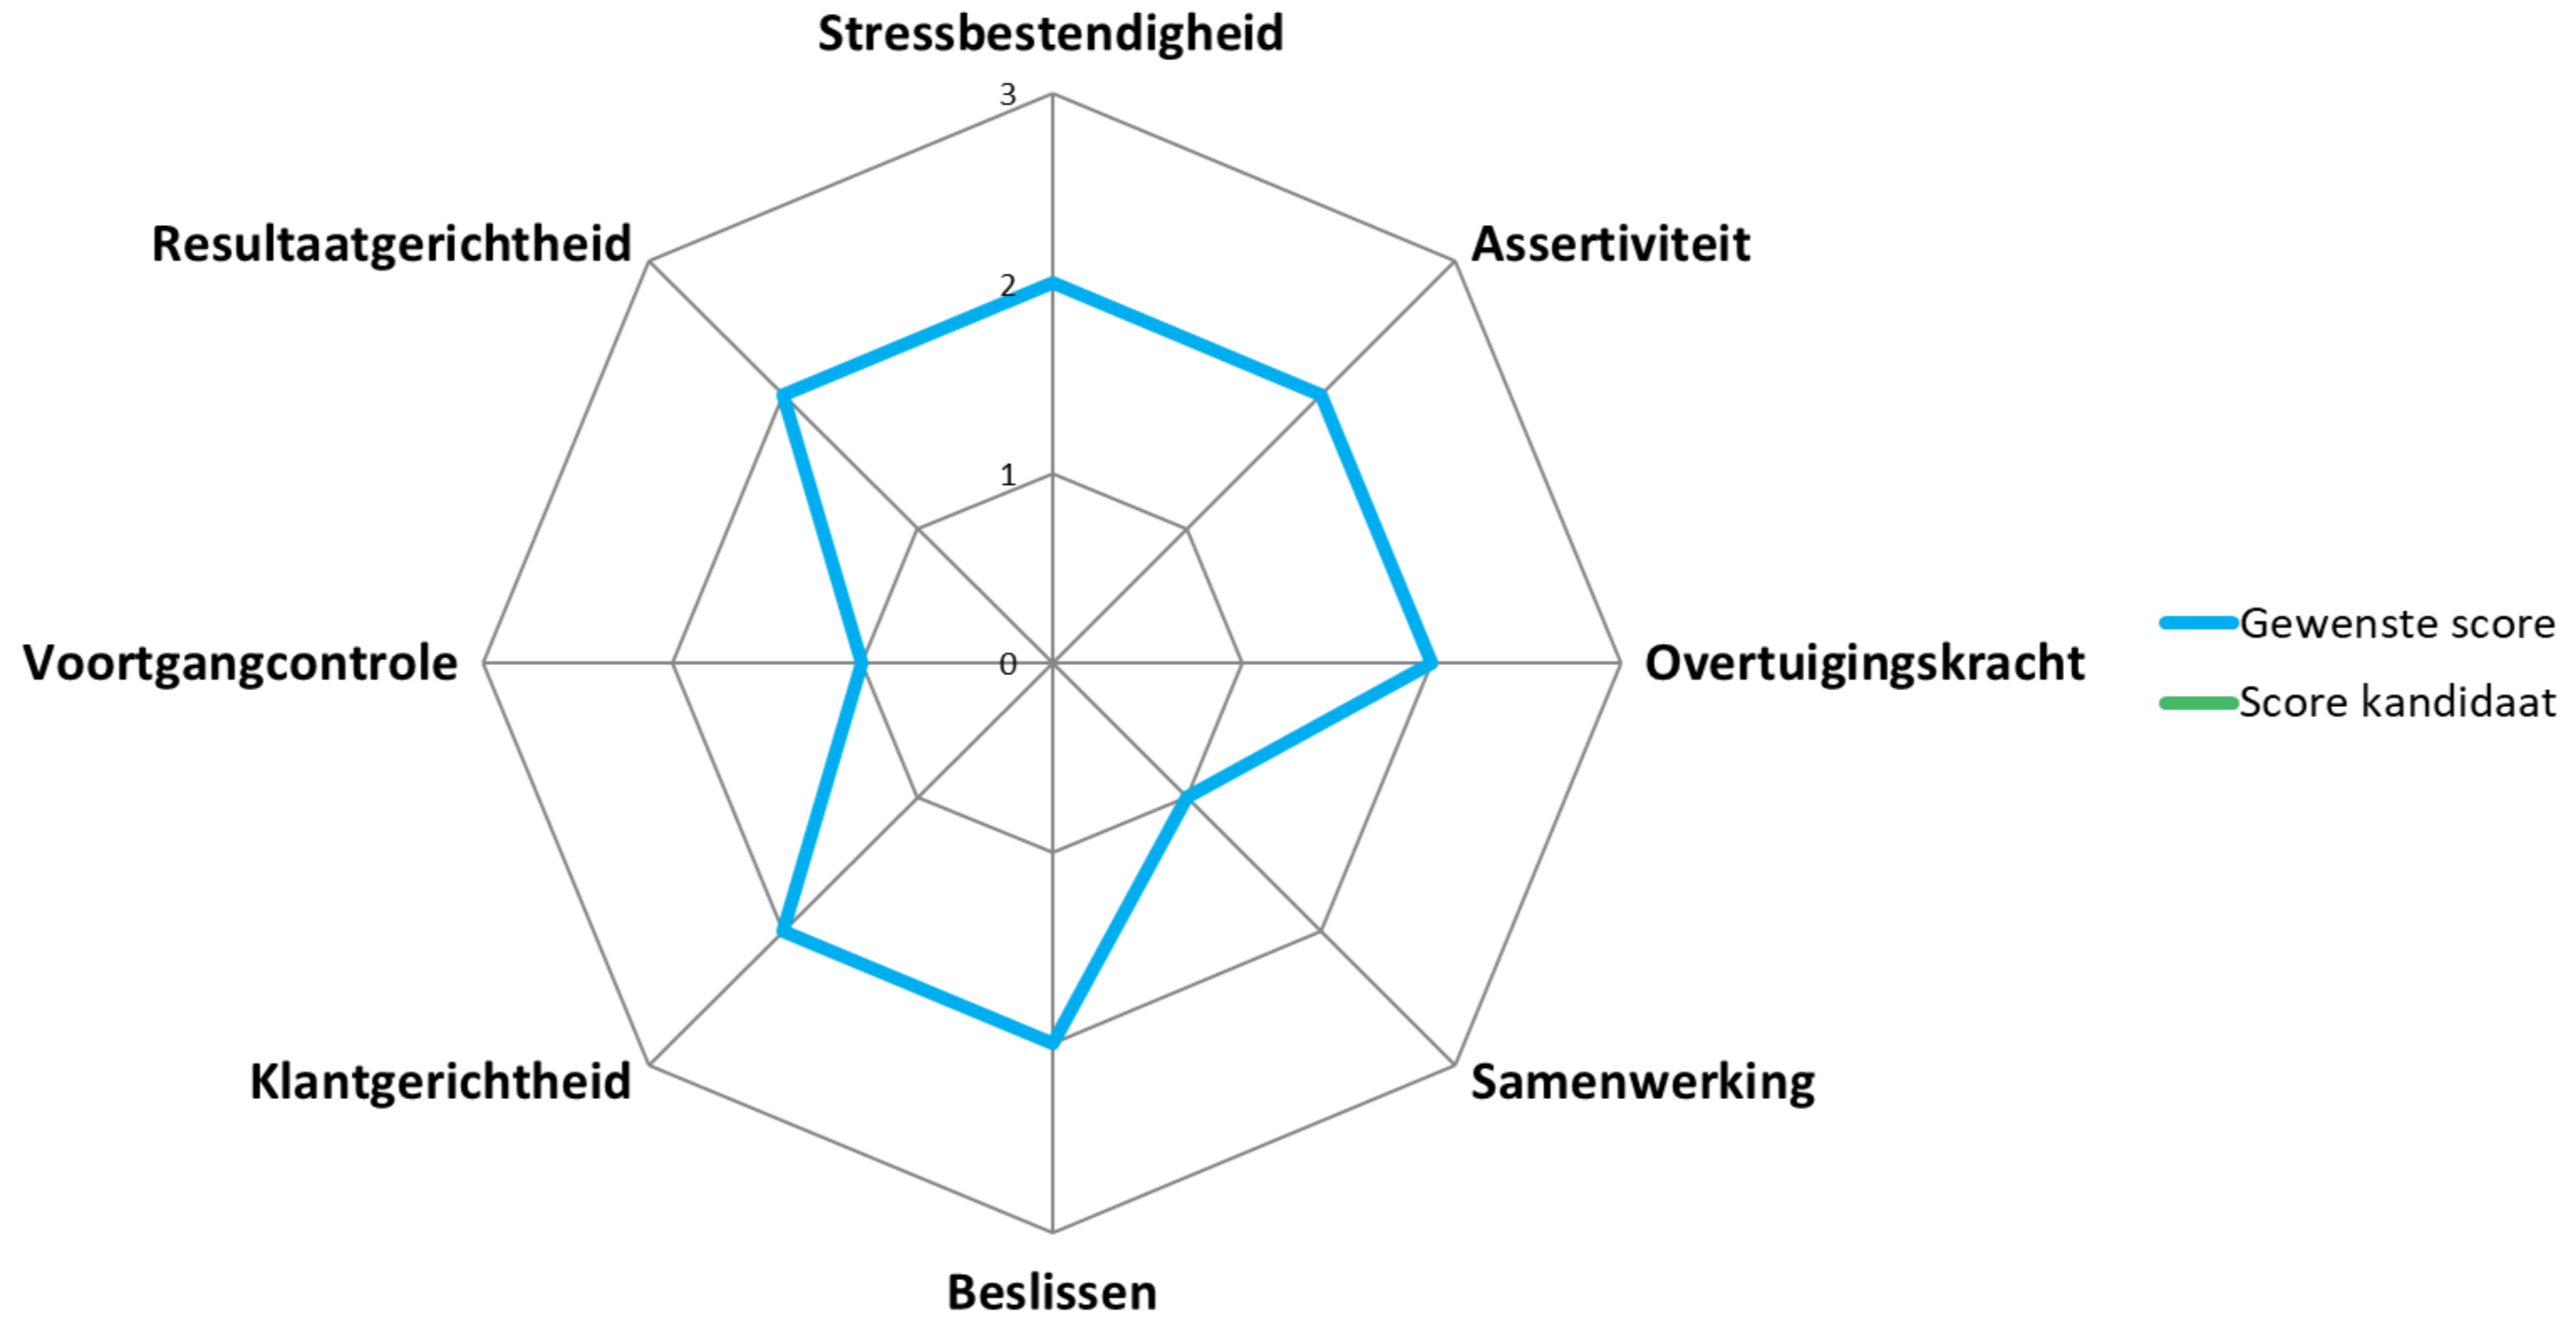 Stressbestendigheid
3
Resultaatgerichtheid
Assertiviteit
2
1
Voortgangcontrole
0
Overtuigingskracht
Gewenste score
Score kandidaat
Klantgerichtheid
Samenwerking
Beslissen